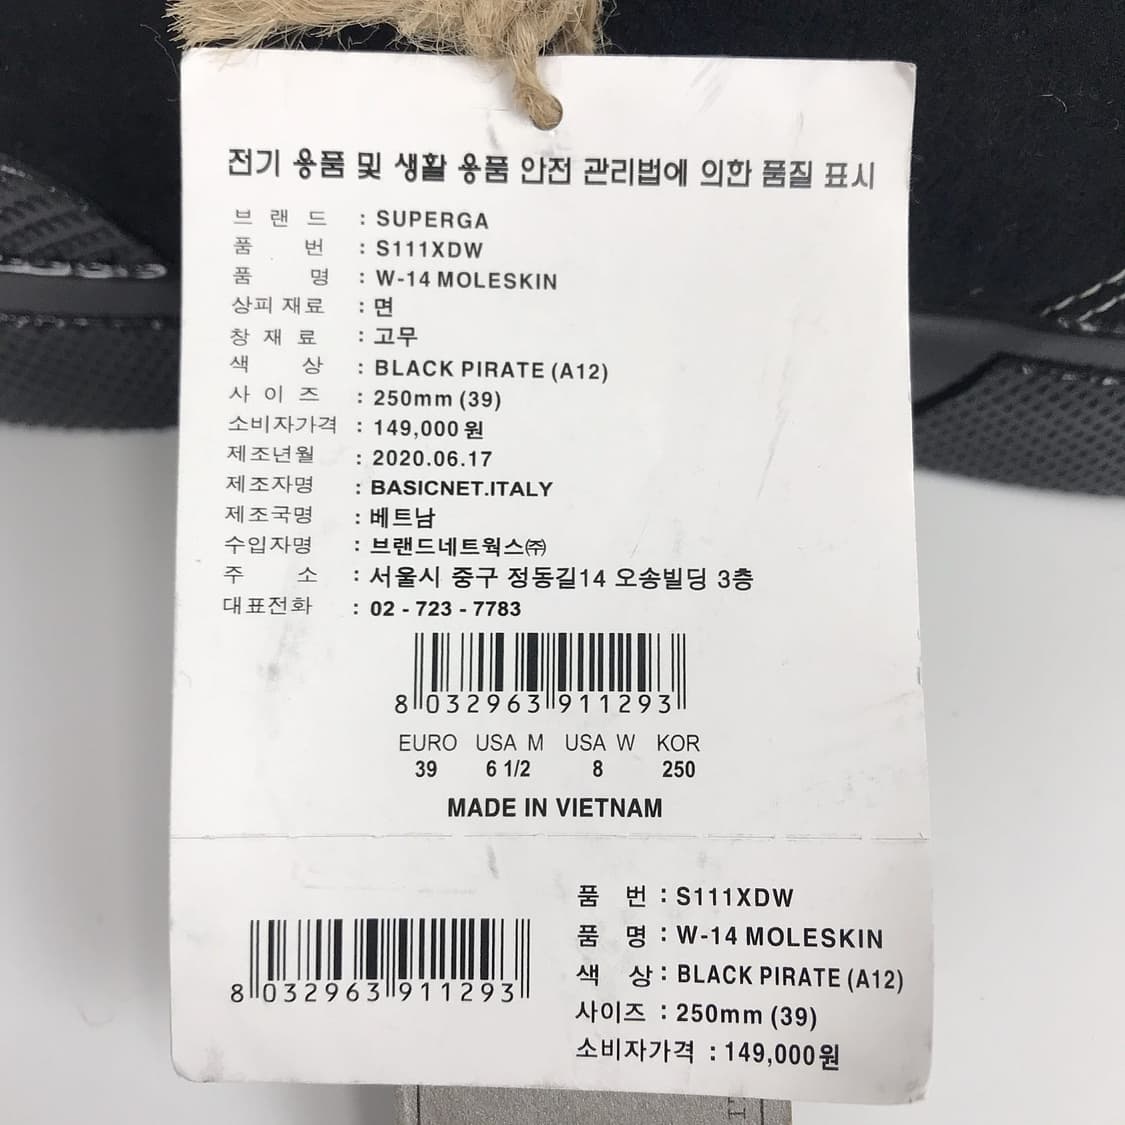 전기 용품 및 생활 용품 안전 관리법에 의한 품질 표시
브 랜 드 : SUPERGA
품 번 : S111XDW
품 명 : W-14 MOLESKIN
상피 재료 : 면
창 재 료 : 고무
색 상 : BLACK PIRATE (A12)
사 이 즈 : 250mm (39)
소비자가격 : 149,000 원
제조년월 : 2020.06.17
제조자명 : BASICNET.ITALY
제조국명 : 베트남
수입자명 : 브랜드네트웍스㈜
주 소 : 서울시 중구 정동길14 오송빌딩 3층
대표전화 : 02 - 723 - 7783
8 032963 911293
EURO USA M USA W KOR
39 6 1/2 8 250
MADE IN VIETNAM
품 번 : S111XDW
품 명 : W-14 MOLESKIN
색 상 : BLACK PIRATE (A12)
사이즈 : 250mm (39)
소비자가격 : 149,000원
8 032963 911293